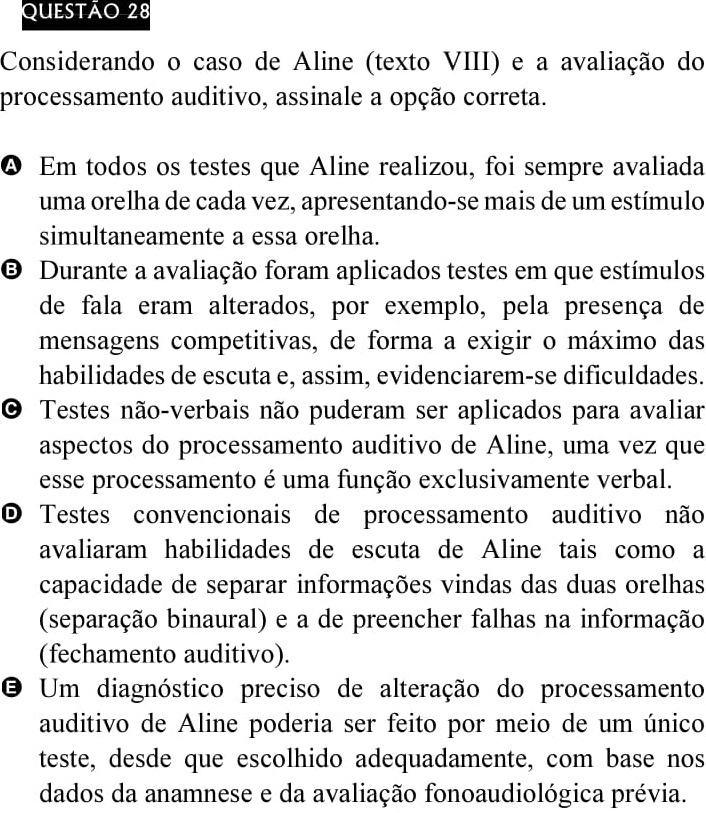 QUESTÃO 28
Considerando o caso de Aline (texto VIII) e a avaliação do
processamento auditivo, assinale a opção correta.
A Em todos os testes que Aline realizou, foi sempre avaliada
uma orelha de cada vez, apresentando-se mais de um estímulo
simultaneamente a essa orelha.
B Durante a avaliação foram aplicados testes em que estímulos
de fala eram alterados, por exemplo, pela presença de
mensagens competitivas, de forma a exigir o máximo das
habilidades de escuta e, assim, evidenciarem-se dificuldades.
C Testes não-verbais não puderam ser aplicados para avaliar
aspectos do processamento auditivo de Aline, uma vez que
esse processamento é uma função exclusivamente verbal.
D Testes convencionais de processamento auditivo não
avaliaram habilidades de escuta de Aline tais como a
capacidade de separar informações vindas das duas orelhas
(separação binaural) e a de preencher falhas na informação
(fechamento auditivo).
E Um diagnóstico preciso de alteração do processamento
auditivo de Aline poderia ser feito por meio de um único
teste, desde que escolhido adequadamente, com base nos
dados da anamnese e da avaliação fonoaudiológica prévia.